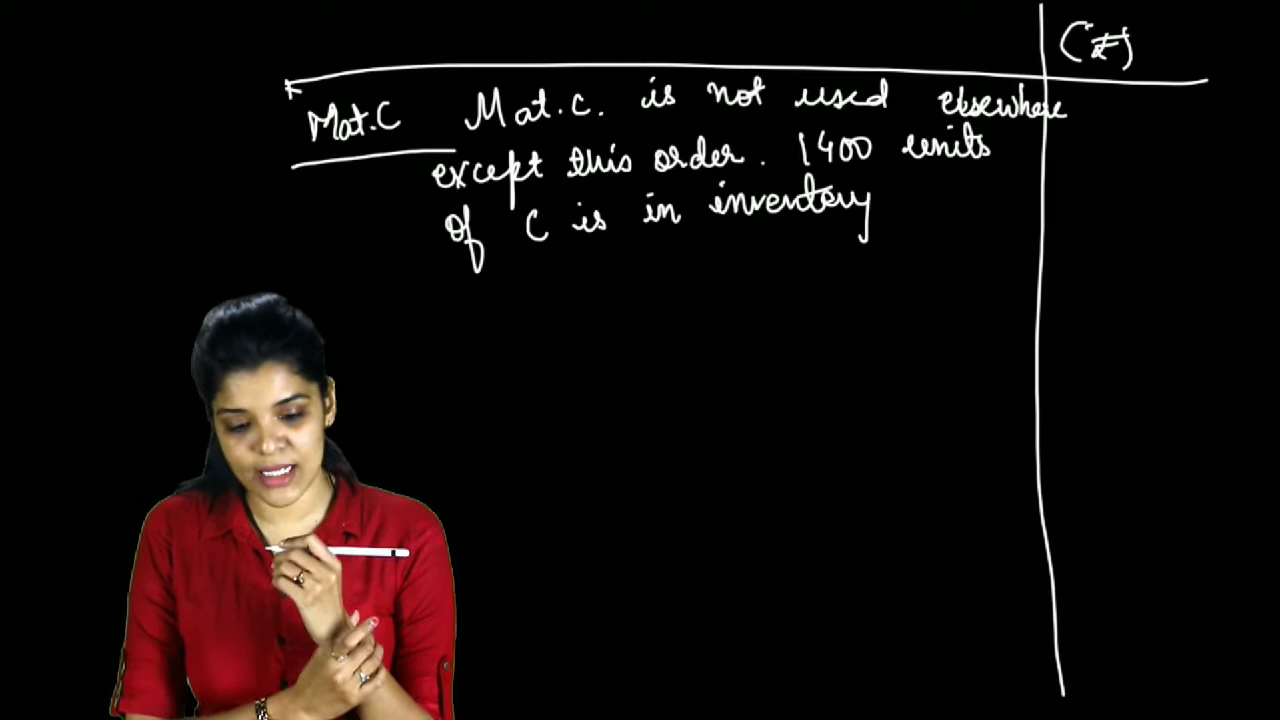 (₹)
Mat.C Mat.c. is not used elsewhere
except this order. 1400 units
of C is in inventory